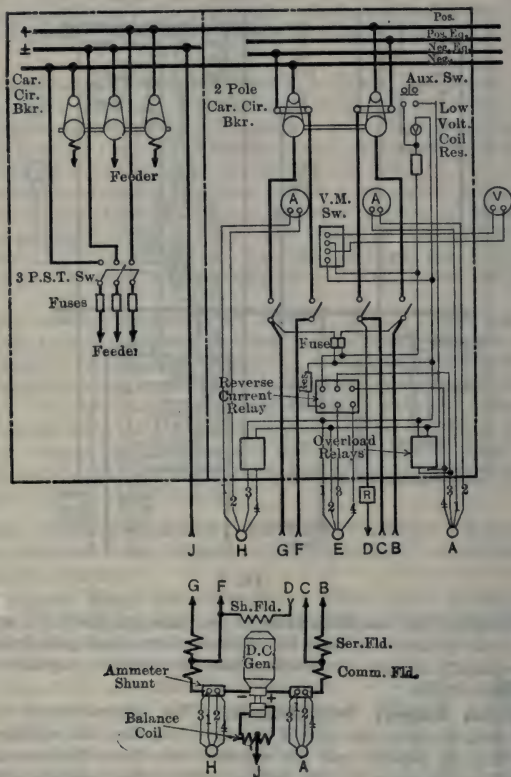 Pos.
+
Pos. Eq.
±
Neg. Eq.
Neg.
Car.
Cir.
Bkr.
2 Pole
Car. Cir.
Bkr.
Aux. Sw.
Low
Volt.
Coil
Res.
V
Feeder
A
V.M.
Sw.
A
V
3 P.S.T. Sw.
Fuses
Feeder
Fuse
Res.
Reverse
Current
Relay
Overload
Relays
1 2 3 4
1 2 3 4
R
4 3 1 2
J H G F E D C B A
G F D C B
Sh. Fld.
D.C.
Gen.
Ser. Fld.
Comm. Fld.
Ammeter
Shunt
− +
3 1 2 4
3 1 2 4
Balance
Coil
H J A